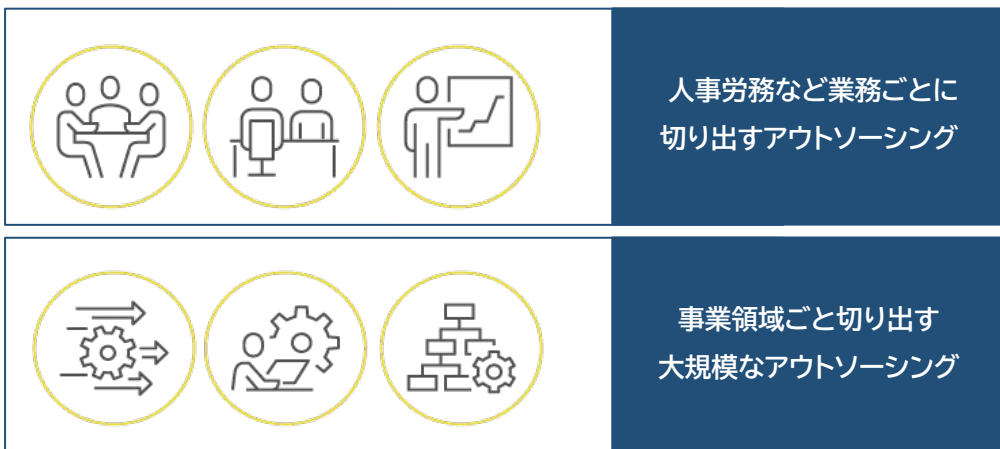 人事労務など業務ごとに
切り出すアウトソーシング
事業領域ごと切り出す
大規模なアウトソーシング